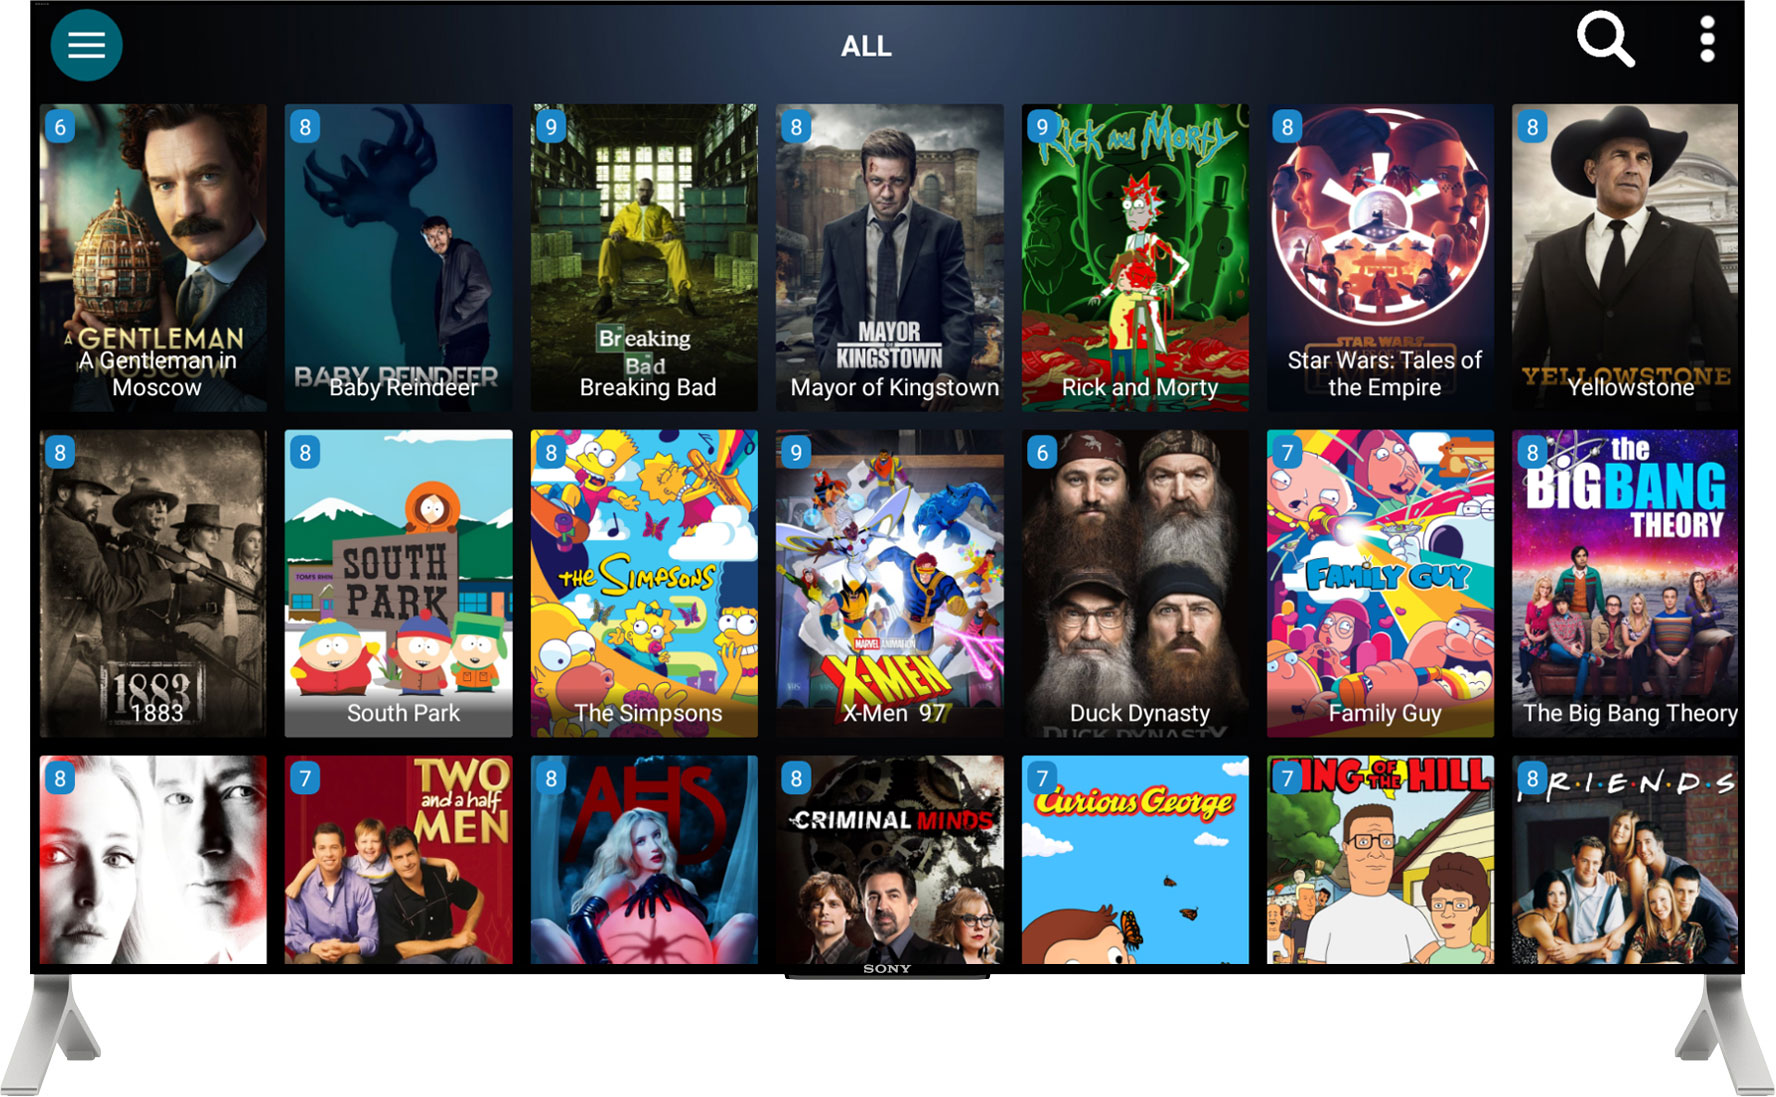 ALL
6
A GENTLEMAN
A Gentleman in
Moscow
8
BABY REINDEER
Baby Reindeer
9
Breaking
Bad
Breaking Bad
8
MAYOR
OF
KINGSTOWN
Mayor of Kingstown
9
Rick and Morty
Rick and Morty
8
STAR WARS
Star Wars: Tales of
the Empire
8
YELLOWSTONE
Yellowstone
8
1883
1883
8
TOM'S RHIN
SOUTH
PARK
South Park
8
THE SIMPSONS
The Simpsons
9
MARVEL ANIMATION
X-MEN
X-Men 97
6
Duck Dynasty
DUCK DYNASTY
7
FAMILY GUY
Family Guy
8
the
BIG BANG
THEORY
The Big Bang Theory
8
7
TWO
and a half
MEN
8
AHS
8
CRIMINAL MINDS
7
Curious George
7
KING OF THE HILL
8
F·R·I·E·N·D·S
SONY